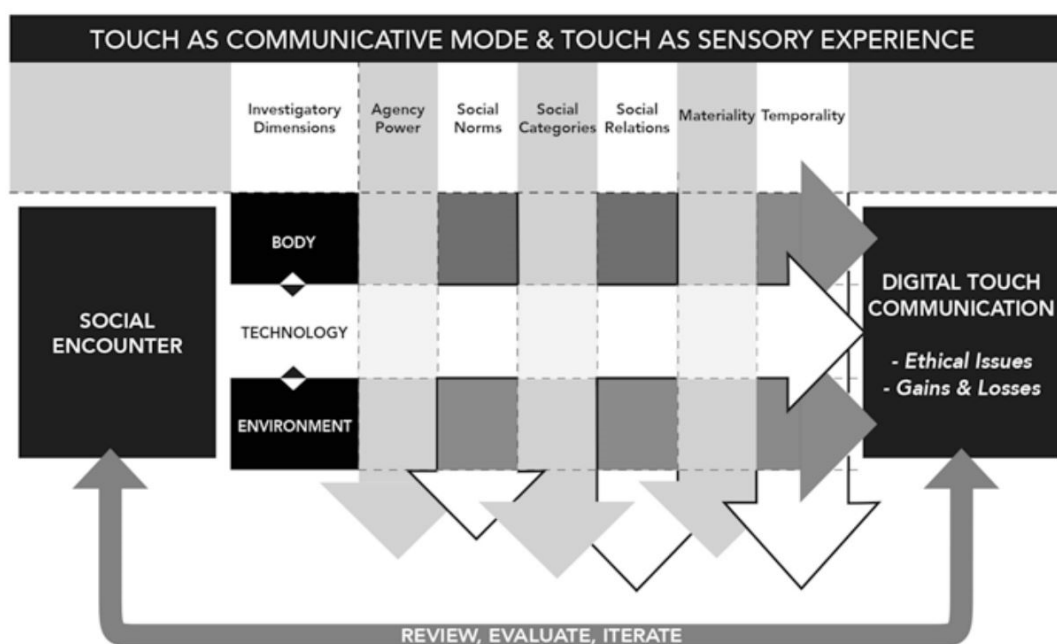 TOUCH AS COMMUNICATIVE MODE & TOUCH AS SENSORY EXPERIENCE
Investigatory
Dimensions
Agency
Power
Social
Norms
Social
Categories
Social
Relations
Materiality
Temporality
SOCIAL
ENCOUNTER
BODY
TECHNOLOGY
ENVIRONMENT
DIGITAL TOUCH
COMMUNICATION
- Ethical Issues
- Gains & Losses
REVIEW, EVALUATE, ITERATE